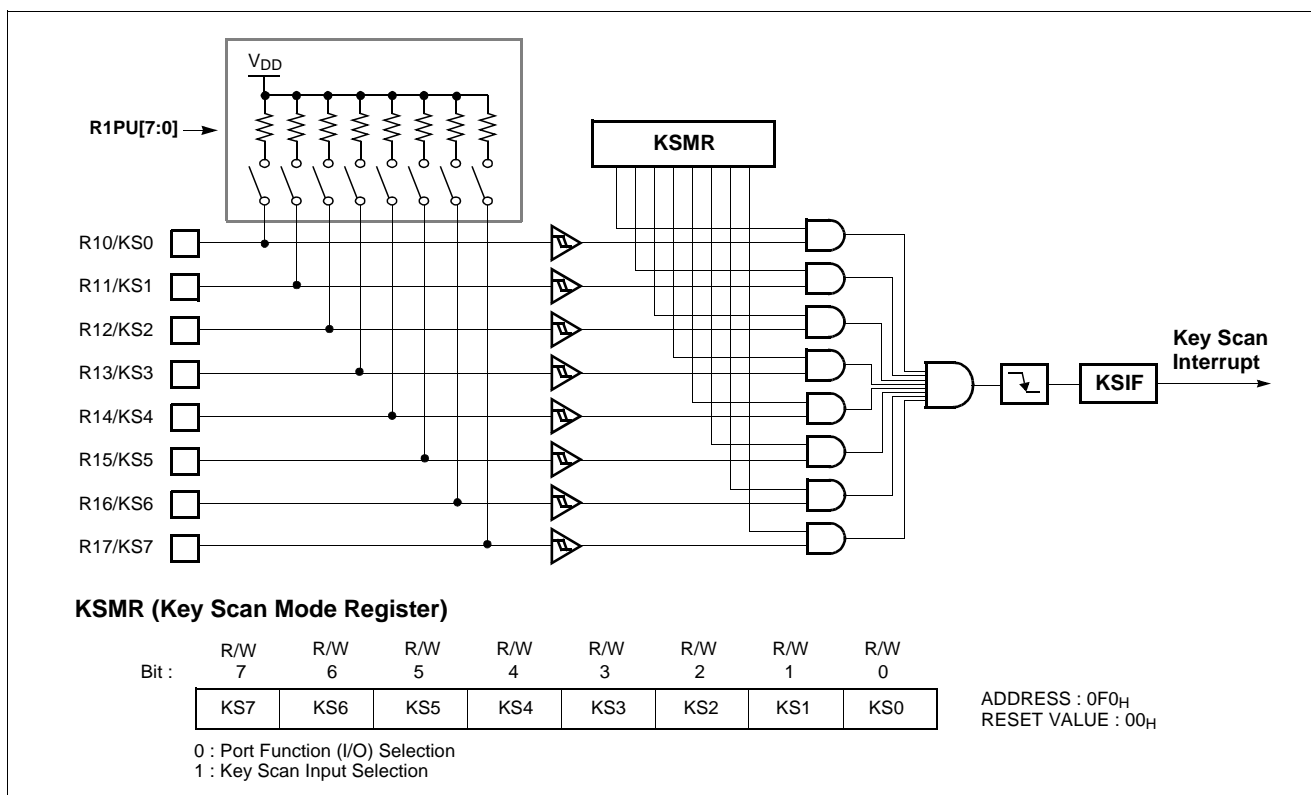 VDD
R1PU[7:0]
KSMR
R10/KS0
R11/KS1
R12/KS2
R13/KS3
R14/KS4
R15/KS5
R16/KS6
R17/KS7
Key Scan
Interrupt
KSIF
KSMR (Key Scan Mode Register)
R/W R/W R/W R/W R/W R/W R/W R/W
Bit : 7 6 5 4 3 2 1 0
KS7 KS6 KS5 KS4 KS3 KS2 KS1 KS0
ADDRESS : 0F0H
RESET VALUE : 00H
0 : Port Function (I/O) Selection
1 : Key Scan Input Selection